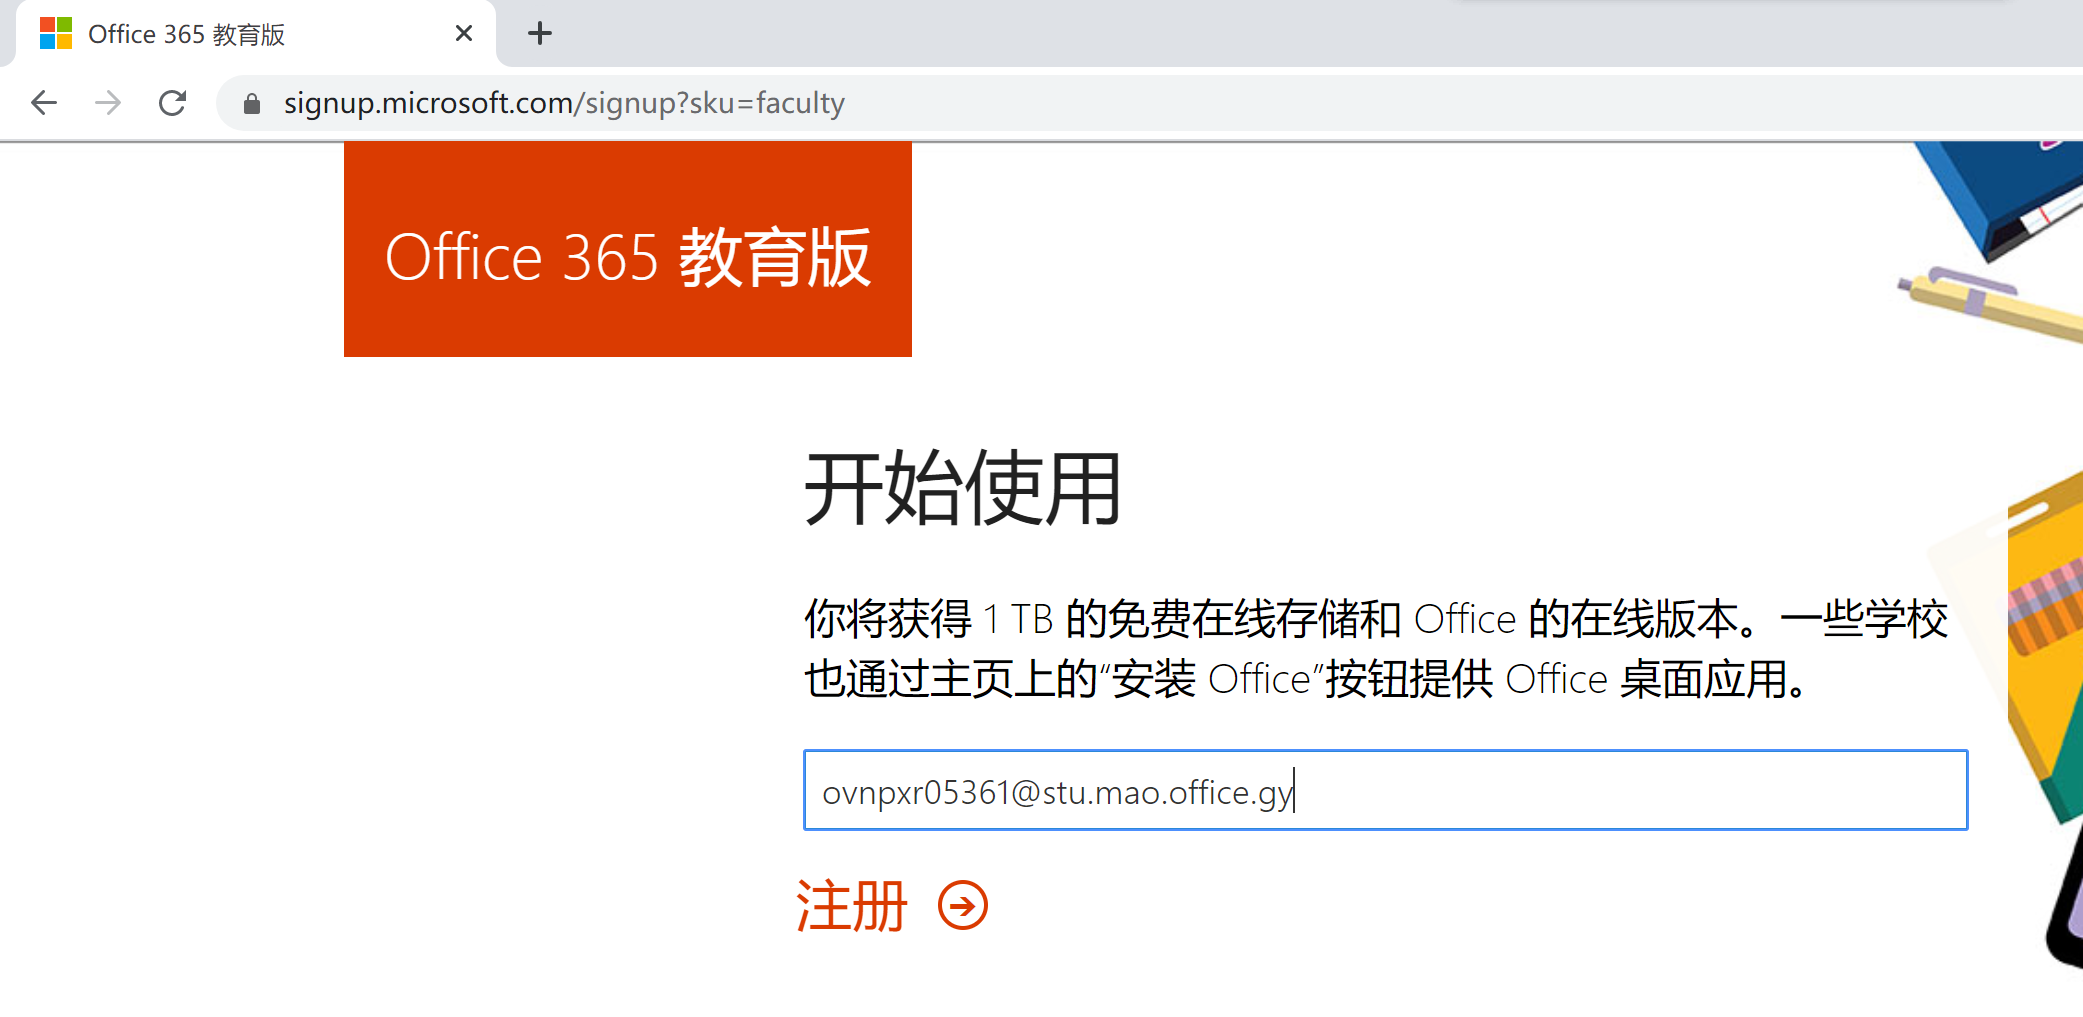 Office 365 教育版
signup.microsoft.com/signup?sku=faculty
Office 365 教育版
开始使用
你将获得 1 TB 的免费在线存储和 Office 的在线版本。一些学校
也通过主页上的“安装 Office”按钮提供 Office 桌面应用。
ovnpxr05361@stu.mao.office.gy
注册